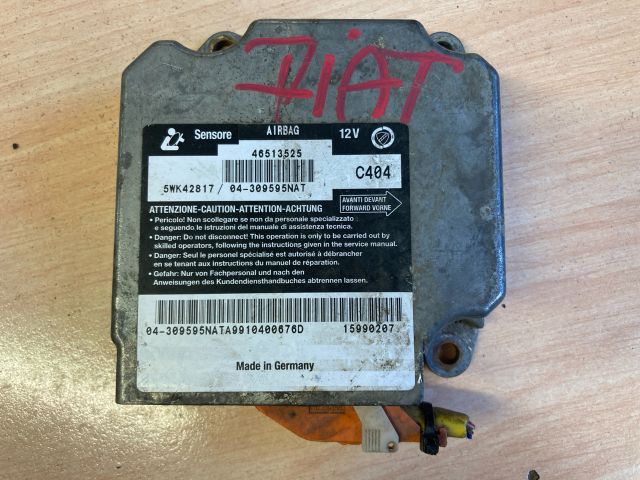 FIAT
Sensore AIRBAG 12V
46513525
5WK42817 / 04-309595NAT C404
ATTENZIONE-CAUTION-ATTENTION-ACHTUNG
AVANTI DEVANT
FORWARD VORNE
• Pericolo! Non scollegare se non da personale specializzato
e seguendo le istruzioni del manuale di assistenza tecnica.
• Danger: Do not disconnect! This operation is only to be carried out by
skilled operators, following the instructions given in the service manual.
• Danger: Seul le personel spécialisé est autorisé à débrancher
en se tenant aux instructions du manuel de réparation.
• Gefahr: Nur von Fachpersonal und nach den
Anweisungen des Kundendiensthandbuches abtrennen lassen.
04-309595NATA9910400676D 15990207
Made in Germany